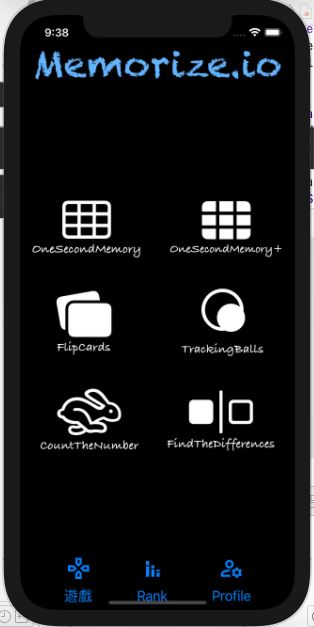 9:38
Memorize.io
OneSecondMemory
OneSecondMemory+
FlipCards
TrackingBalls
CountTheNumber
FindTheDifferences
遊戲
Rank
Profile